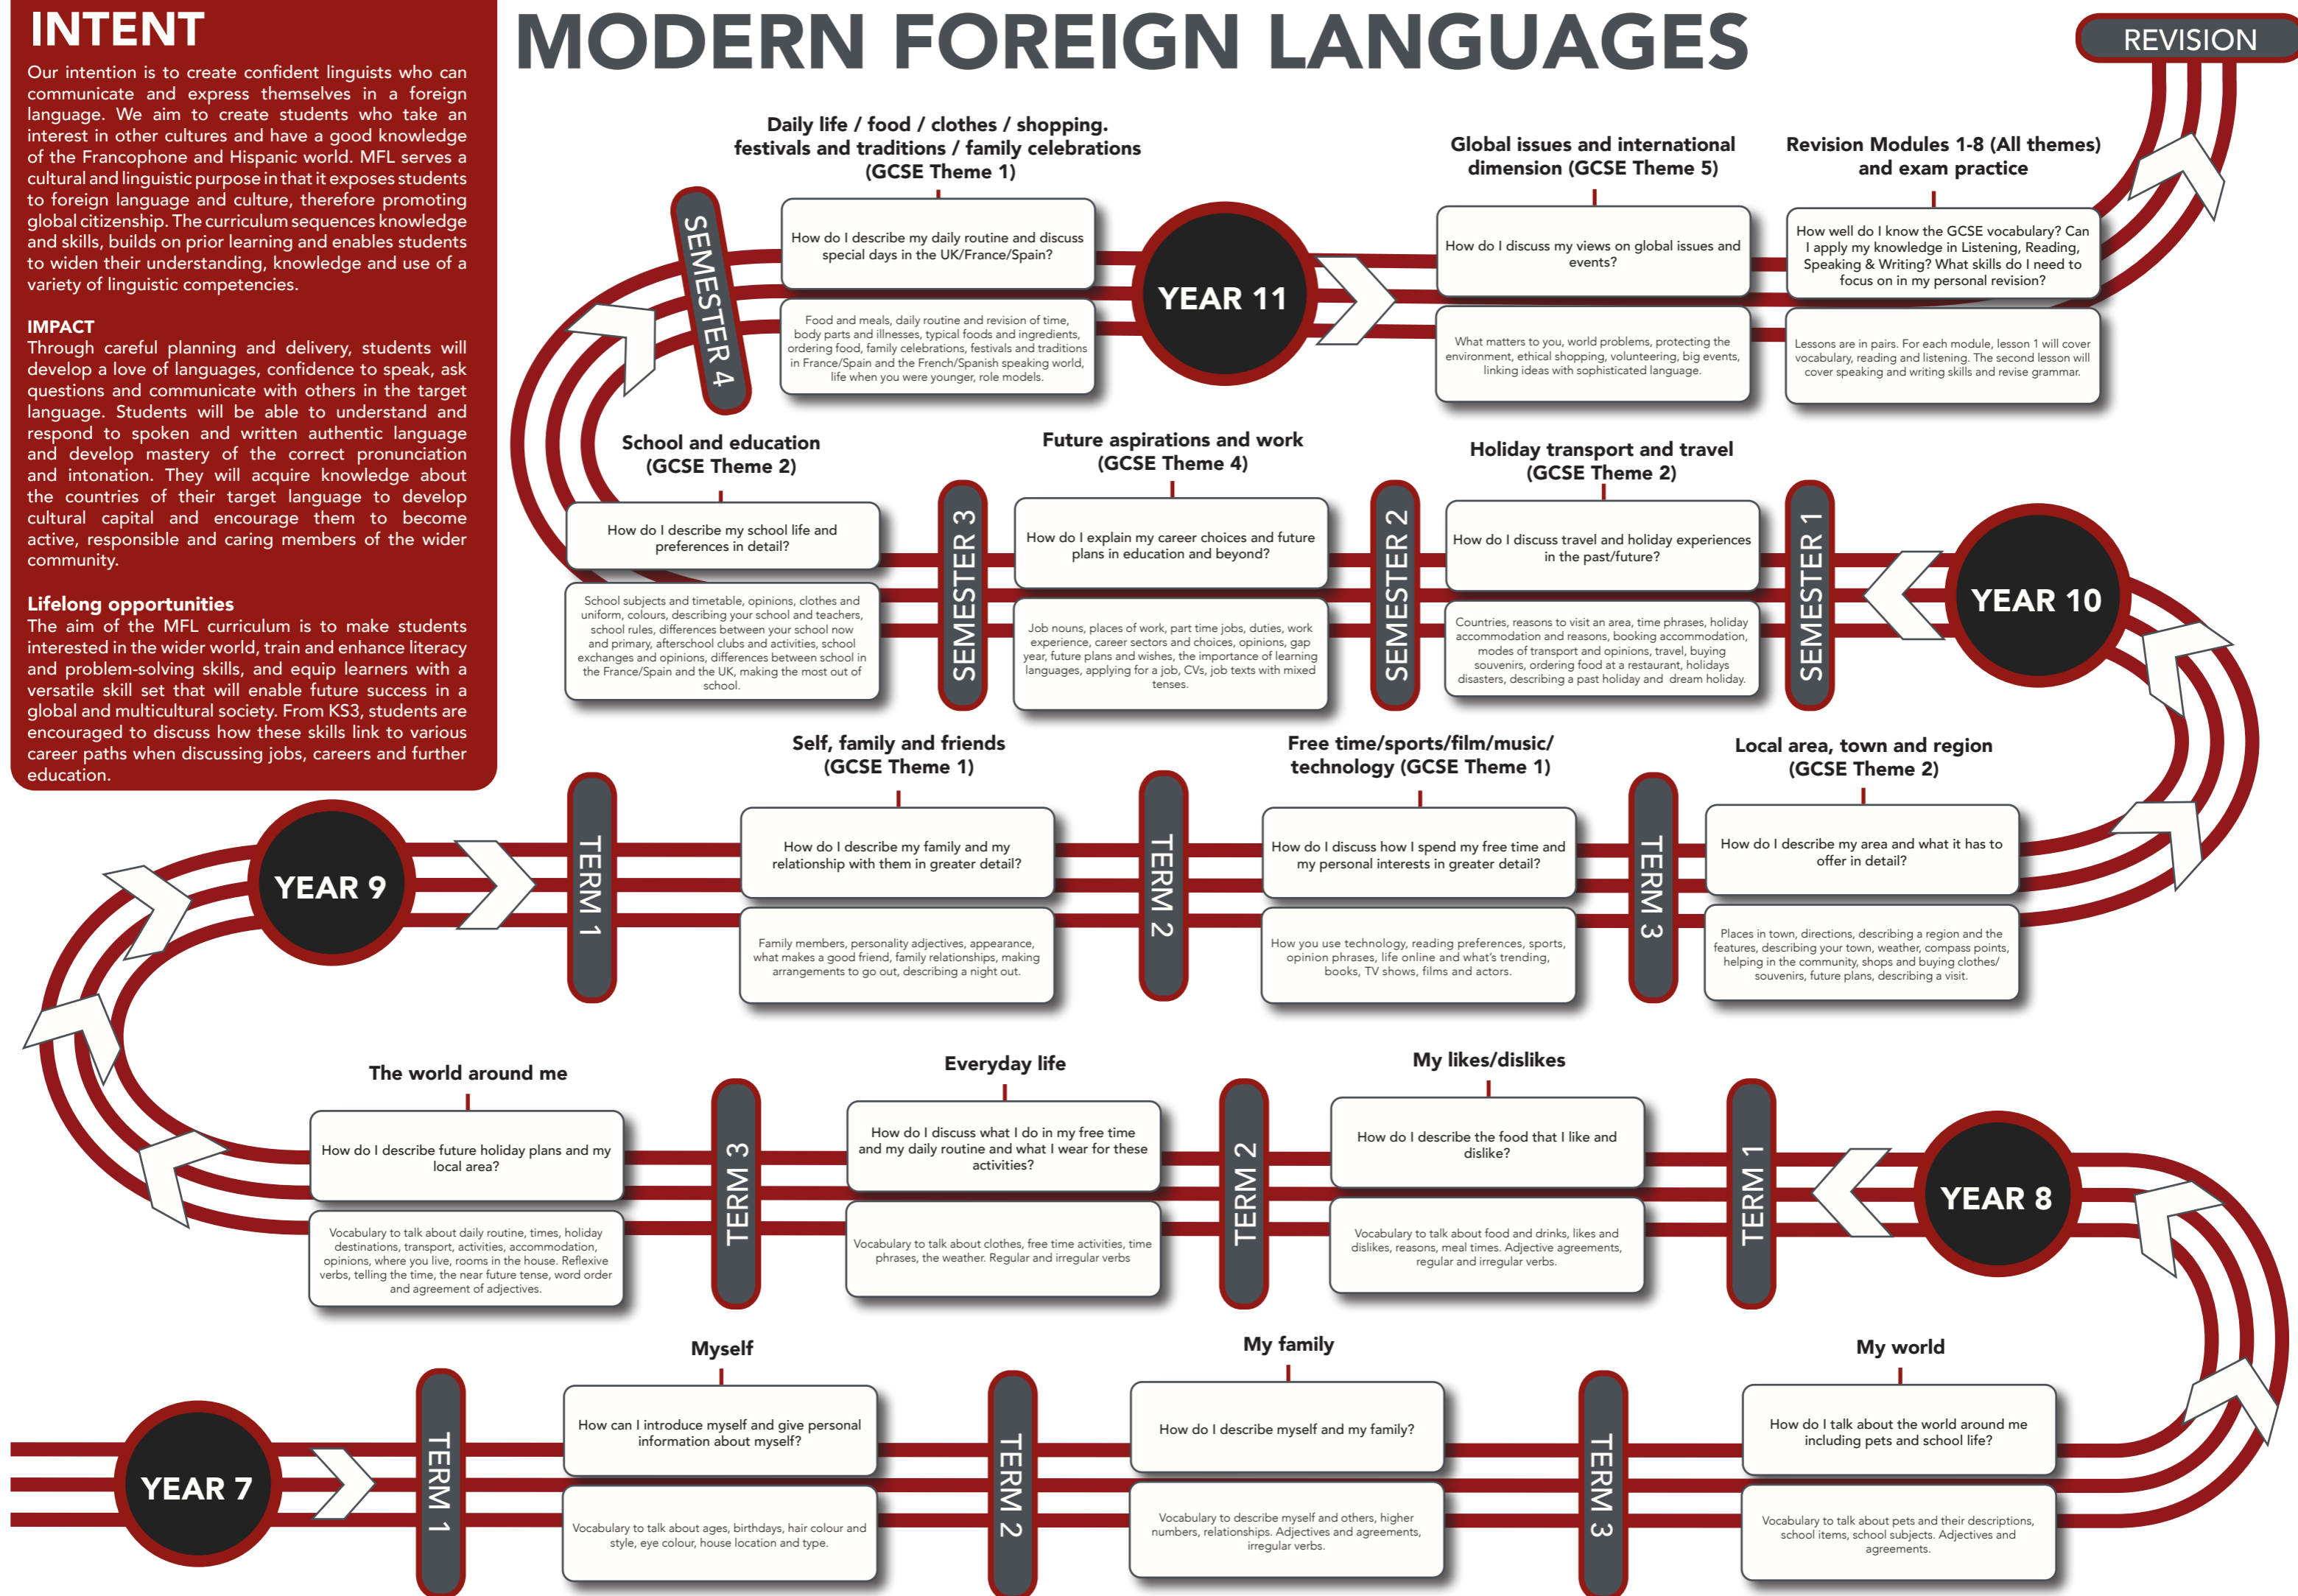 INTENT
Our intention is to create confident linguists who can
communicate and express themselves in a foreign
language. We aim to create students who take an
interest in other cultures and have a good knowledge
of the Francophone and Hispanic world. MFL serves a
cultural and linguistic purpose in that it exposes students
to foreign language and culture, therefore promoting
global citizenship. The curriculum sequences knowledge
and skills, builds on prior learning and enables students
to widen their understanding, knowledge and use of a
variety of linguistic competencies.
IMPACT
Through careful planning and delivery, students will
develop a love of languages, confidence to speak, ask
questions and communicate with others in the target
language. Students will be able to understand and
respond to spoken and written authentic language
and develop mastery of the correct pronunciation
and intonation. They will acquire knowledge about
the countries of their target language to develop
cultural capital and encourage them to become
active, responsible and caring members of the wider
community.
Lifelong opportunities
The aim of the MFL curriculum is to make students
interested in the wider world, train and enhance literacy
and problem-solving skills, and equip learners with a
versatile skill set that will enable future success in a
global and multicultural society. From KS3, students are
encouraged to discuss how these skills link to various
career paths when discussing jobs, careers and further
education.
MODERN FOREIGN LANGUAGES
REVISION
SEMESTER 4
Daily life / food / clothes / shopping.
festivals and traditions / family celebrations
(GCSE Theme 1)
How do I describe my daily routine and discuss
special days in the UK/France/Spain?
Food and meals, daily routine and revision of time,
body parts and illnesses, typical foods and ingredients,
ordering food, family celebrations, festivals and traditions
in France/Spain and the French/Spanish speaking world,
life when you were younger, role models.
YEAR 11
Global issues and international
dimension (GCSE Theme 5)
How do I discuss my views on global issues and
events?
What matters to you, world problems, protecting the
environment, ethical shopping, volunteering, big events,
linking ideas with sophisticated language.
Revision Modules 1-8 (All themes)
and exam practice
How well do I know the GCSE vocabulary? Can
I apply my knowledge in Listening, Reading,
Speaking & Writing? What skills do I need to
focus on in my personal revision?
Lessons are in pairs. For each module, lesson 1 will cover
vocabulary, reading and listening. The second lesson will
cover speaking and writing skills and revise grammar.
School and education
(GCSE Theme 2)
How do I describe my school life and
preferences in detail?
School subjects and timetable, opinions, clothes and
uniform, colours, describing your school and teachers,
school rules, differences between your school now
and primary, afterschool clubs and activities, school
exchanges and opinions, differences between school in
the France/Spain and the UK, making the most out of
school.
SEMESTER 3
Future aspirations and work
(GCSE Theme 4)
How do I explain my career choices and future
plans in education and beyond?
Job nouns, places of work, part time jobs, duties, work
experience, career sectors and choices, opinions, gap
year, future plans and wishes, the importance of learning
languages, applying for a job, CVs, job texts with mixed
tenses.
SEMESTER 2
Holiday transport and travel
(GCSE Theme 2)
How do I discuss travel and holiday experiences
in the past/future?
Countries, reasons to visit an area, time phrases, holiday
accommodation and reasons, booking accommodation,
modes of transport and opinions, travel, buying
souvenirs, ordering food at a restaurant, holidays
disasters, describing a past holiday and dream holiday.
SEMESTER 1
YEAR 10
YEAR 9
TERM 1
Self, family and friends
(GCSE Theme 1)
How do I describe my family and my
relationship with them in greater detail?
Family members, personality adjectives, appearance,
what makes a good friend, family relationships, making
arrangements to go out, describing a night out.
TERM 2
Free time/sports/film/music/
technology (GCSE Theme 1)
How do I discuss how I spend my free time and
my personal interests in greater detail?
How you use technology, reading preferences, sports,
opinion phrases, life online and what's trending,
books, TV shows, films and actors.
TERM 3
Local area, town and region
(GCSE Theme 2)
How do I describe my area and what it has to
offer in detail?
Places in town, directions, describing a region and the
features, describing your town, weather, compass points,
helping in the community, shops and buying clothes/
souvenirs, future plans, describing a visit.
The world around me
How do I describe future holiday plans and my
local area?
Vocabulary to talk about daily routine, times, holiday
destinations, transport, activities, accommodation,
opinions, where you live, rooms in the house. Reflexive
verbs, telling the time, the near future tense, word order
and agreement of adjectives.
TERM 3
Everyday life
How do I discuss what I do in my free time
and my daily routine and what I wear for these
activities?
Vocabulary to talk about clothes, free time activities, time
phrases, the weather. Regular and irregular verbs
TERM 2
My likes/dislikes
How do I describe the food that I like and
dislike?
Vocabulary to talk about food and drinks, likes and
dislikes, reasons, meal times. Adjective agreements,
regular and irregular verbs.
TERM 1
YEAR 8
YEAR 7
TERM 1
Myself
How can I introduce myself and give personal
information about myself?
Vocabulary to talk about ages, birthdays, hair colour and
style, eye colour, house location and type.
TERM 2
My family
How do I describe myself and my family?
Vocabulary to describe myself and others, higher
numbers, relationships. Adjectives and agreements,
irregular verbs.
TERM 3
My world
How do I talk about the world around me
including pets and school life?
Vocabulary to talk about pets and their descriptions,
school items, school subjects. Adjectives and
agreements.